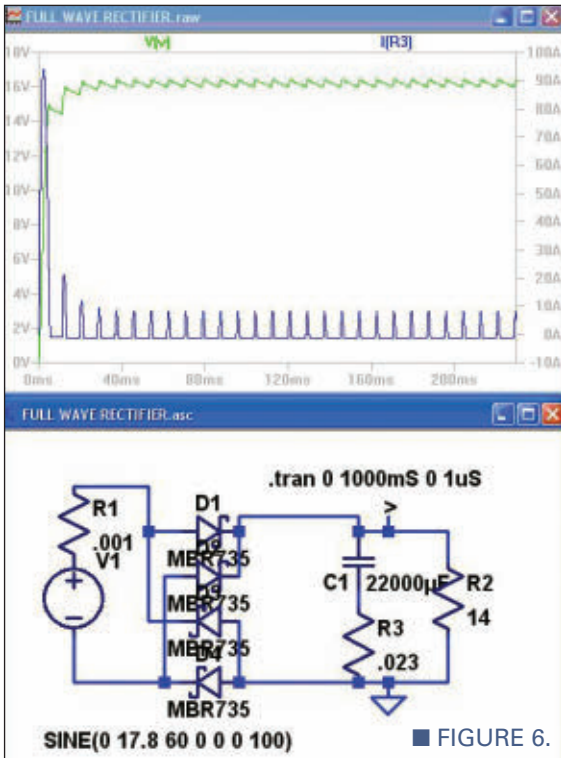 FULL WAVE RECTIFIER.raw
I(R3)
18V 100A
16V 90A
14V 80A
12V 70A
10V 60A
8V 50A
6V 40A
4V 30A
20A
2V 10A
0A
0V -10A
0ms 40ms 80ms 120ms 160ms 200ms
FULL WAVE RECTIFIER.asc
.tran 0 1000mS 0 1uS
R1
.001
V1
D1
MBR735
MBR735
MBR735
D4
MBR735
>
C1 22000µF
R2
14
R3
.023
SINE(0 17.8 60 0 0 0 100)
FIGURE 6.